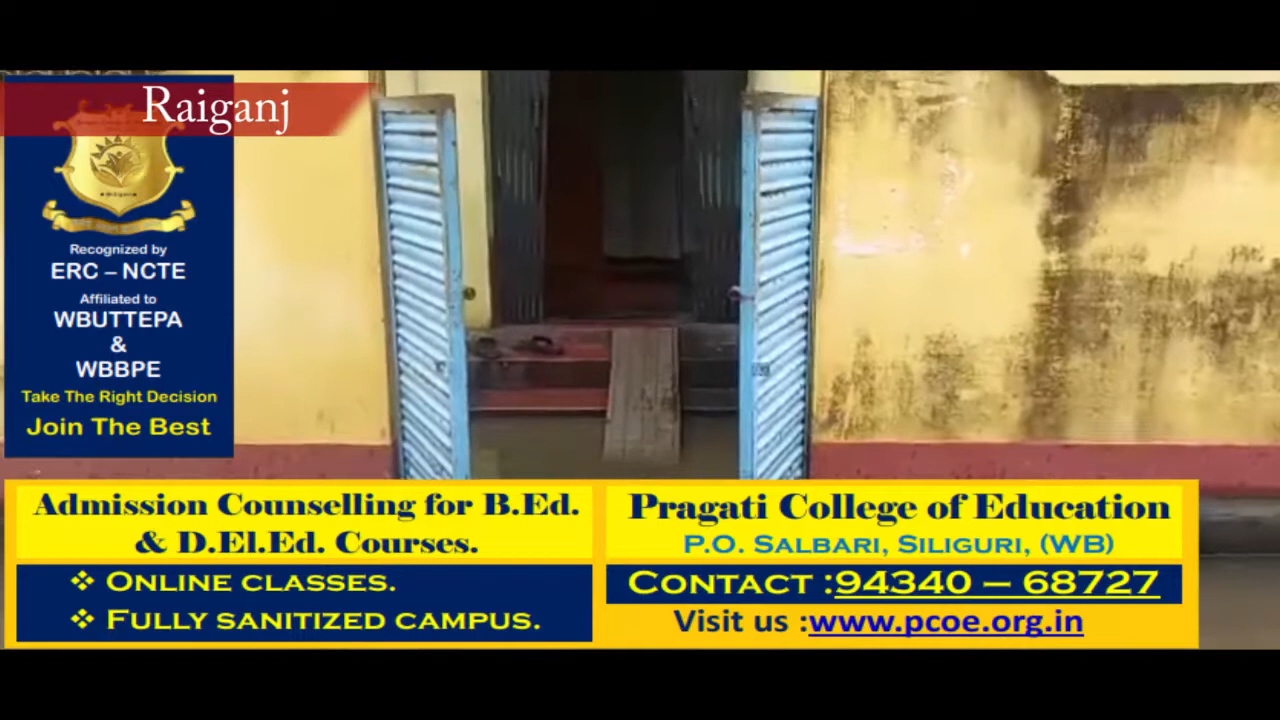 Raiganj
Recognized by
ERC – NCTE
Affiliated to
WBUTTEPA
&
WBBPE
Take The Right Decision
Join The Best
Admission Counselling for B.Ed.
& D.El.Ed. Courses.
❖ ONLINE CLASSES.
❖ FULLY SANITIZED CAMPUS.
Pragati College of Education
P.O. SALBARI, SILIGURI, (WB)
CONTACT :94340 – 68727
Visit us :www.pcoe.org.in